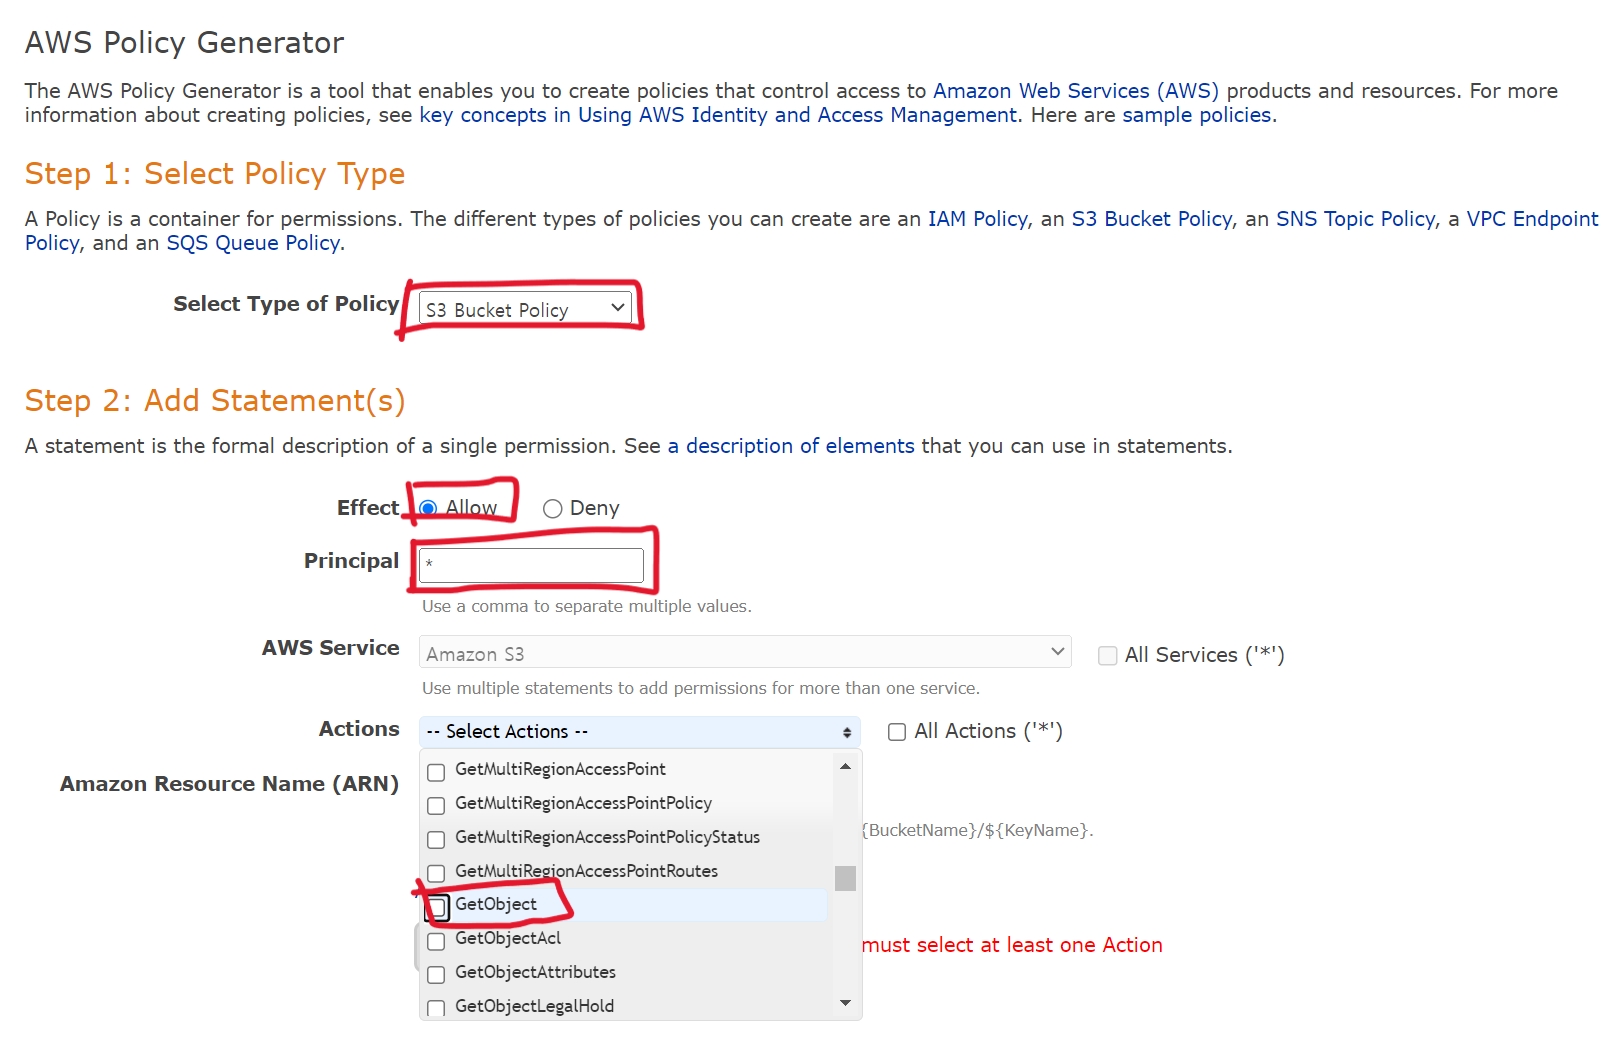 AWS Policy Generator
The AWS Policy Generator is a tool that enables you to create policies that control access to Amazon Web Services (AWS) products and resources. For more
information about creating policies, see key concepts in Using AWS Identity and Access Management. Here are sample policies.
Step 1: Select Policy Type
A Policy is a container for permissions. The different types of policies you can create are an IAM Policy, an S3 Bucket Policy, an SNS Topic Policy, a VPC Endpoint
Policy, and an SQS Queue Policy.
Select Type of Policy S3 Bucket Policy
Step 2: Add Statement(s)
A statement is the formal description of a single permission. See a description of elements that you can use in statements.
Effect Allow Deny
Principal *
Use a comma to separate multiple values.
AWS Service Amazon S3 All Services ('*')
Use multiple statements to add permissions for more than one service.
Actions -- Select Actions -- All Actions ('*')
GetMultiRegionAccessPoint
Amazon Resource Name (ARN)
GetMultiRegionAccessPointPolicy
{BucketName}/${KeyName}.
GetMultiRegionAccessPointPolicyStatus
GetMultiRegionAccessPointRoutes
GetObject
GetObjectAcl
must select at least one Action
GetObjectAttributes
GetObjectLegalHold